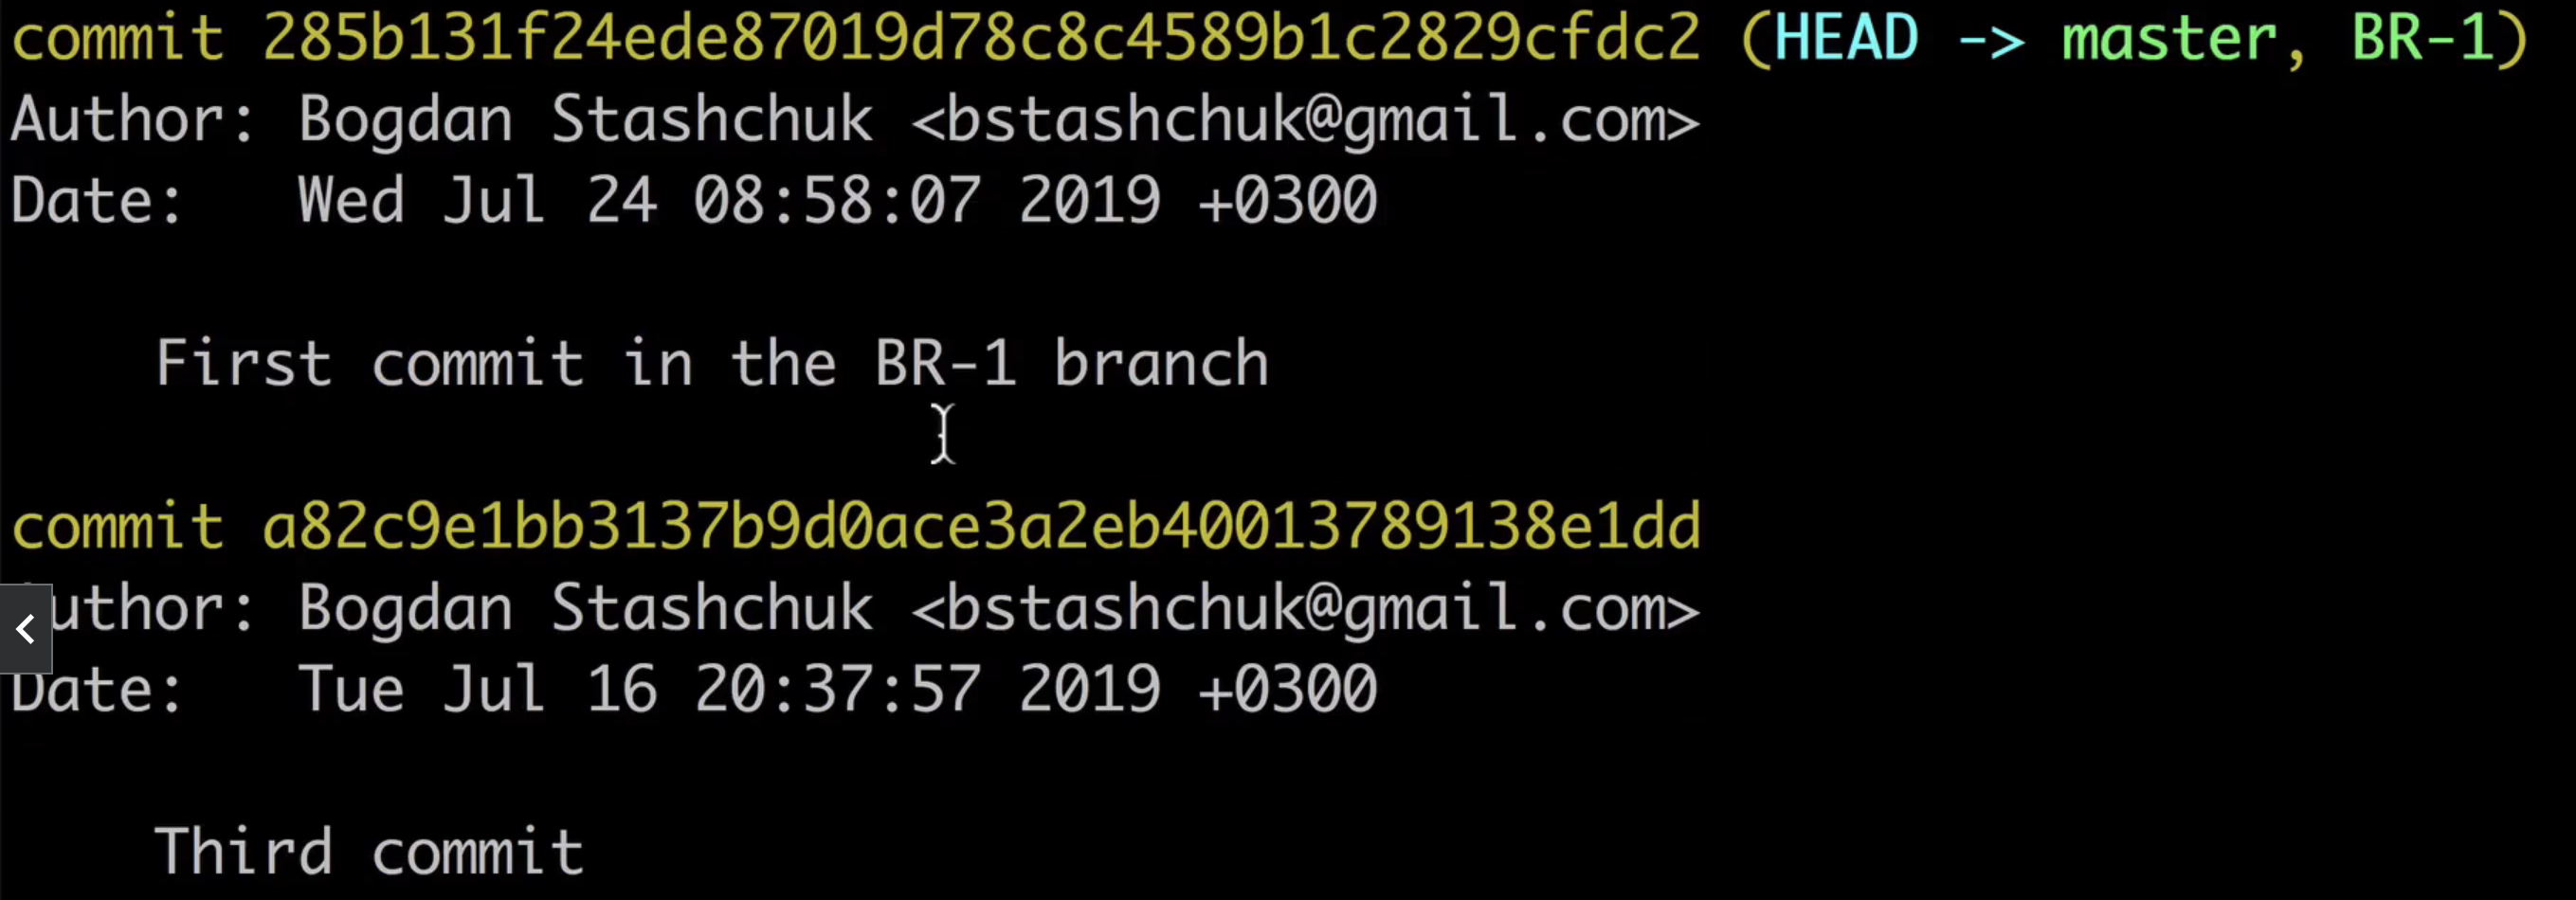 commit 285b131f24ede87019d78c8c4589b1c2829cfdc2 (HEAD -> master, BR-1)
Author: Bogdan Stashchuk <bstashchuk@gmail.com>
Date:   Wed Jul 24 08:58:07 2019 +0300
First commit in the BR-1 branch
commit a82c9e1bb3137b9d0ace3a2eb40013789138e1dd
uthor: Bogdan Stashchuk <bstashchuk@gmail.com>
Date:   Tue Jul 16 20:37:57 2019 +0300
Third commit